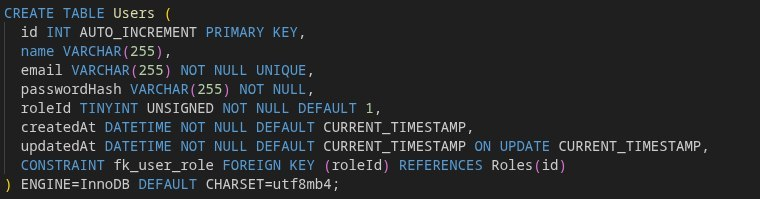 CREATE TABLE Users (
  id INT AUTO_INCREMENT PRIMARY KEY,
  name VARCHAR(255),
  email VARCHAR(255) NOT NULL UNIQUE,
  passwordHash VARCHAR(255) NOT NULL,
  roleId TINYINT UNSIGNED NOT NULL DEFAULT 1,
  createdAt DATETIME NOT NULL DEFAULT CURRENT_TIMESTAMP,
  updatedAt DATETIME NOT NULL DEFAULT CURRENT_TIMESTAMP ON UPDATE CURRENT_TIMESTAMP,
  CONSTRAINT fk_user_role FOREIGN KEY (roleId) REFERENCES Roles(id)
) ENGINE=InnoDB DEFAULT CHARSET=utf8mb4;